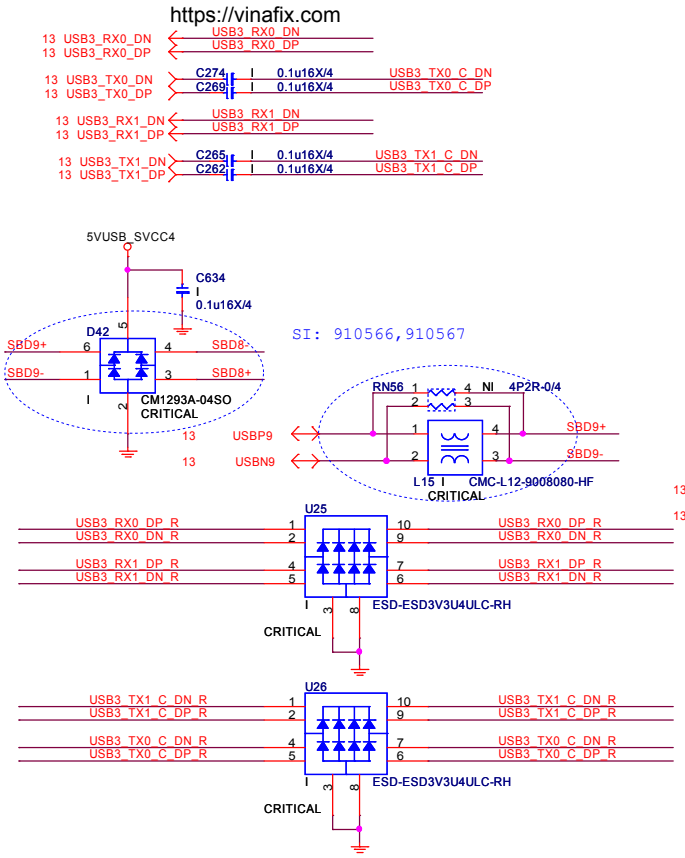 https://vinafix.com
13 USB3_RX0_DN USB3_RX0_DN
13 USB3_RX0_DP USB3_RX0_DP
13 USB3_TX0_DN C274 I 0.1u16X/4 USB3_TX0_C_DN
13 USB3_TX0_DP C269 I 0.1u16X/4 USB3_TX0_C_DP
13 USB3_RX1_DN USB3_RX1_DN
13 USB3_RX1_DP USB3_RX1_DP
13 USB3_TX1_DN C265 I 0.1u16X/4 USB3_TX1_C_DN
13 USB3_TX1_DP C262 I 0.1u16X/4 USB3_TX1_C_DP
5VUSB_SVCC4
C634
I
0.1u16X/4
D42
5
SBD9+ 6 4 SBD8-
SBD9- 1 3 SBD8+
I
2
CM1293A-04SO
CRITICAL
SI: 910566,910567
RN56 1 4 NI 4P2R-0/4
2 3
13 USBP9 1 4 SBD9+
13 USBN9 2 3 SBD9-
L15 I CMC-L12-9008080-HF
CRITICAL
13
13
U25
USB3_RX0_DP_R 1 10 USB3_RX0_DP_R
USB3_RX0_DN_R 2 9 USB3_RX0_DN_R
USB3_RX1_DP_R 4 7 USB3_RX1_DP_R
USB3_RX1_DN_R 5 6 USB3_RX1_DN_R
I 3 8 ESD-ESD3V3U4ULC-RH
CRITICAL
U26
USB3_TX1_C_DN_R 1 10 USB3_TX1_C_DN_R
USB3_TX1_C_DP_R 2 9 USB3_TX1_C_DP_R
USB3_TX0_C_DN_R 4 7 USB3_TX0_C_DN_R
USB3_TX0_C_DP_R 5 6 USB3_TX0_C_DP_R
I 3 8 ESD-ESD3V3U4ULC-RH
CRITICAL